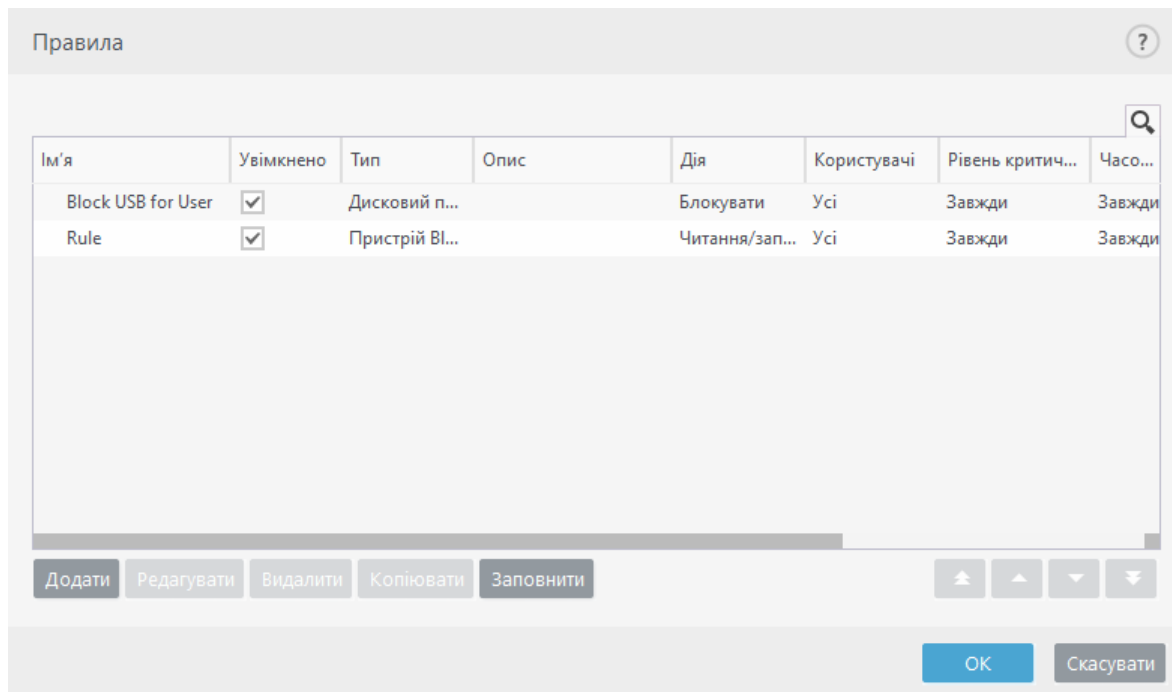 Правила ?
Ім'я Увімкнено Тип Опис Дія Користувачі Рівень критич... Часо...
Block USB for User Дисковий п... Блокувати Усі Завжди Завжди
Rule Пристрій Bl... Читання/зап... Усі Завжди Завжди
Додати Редагувати Видалити Копіювати Заповнити
ОК Скасувати